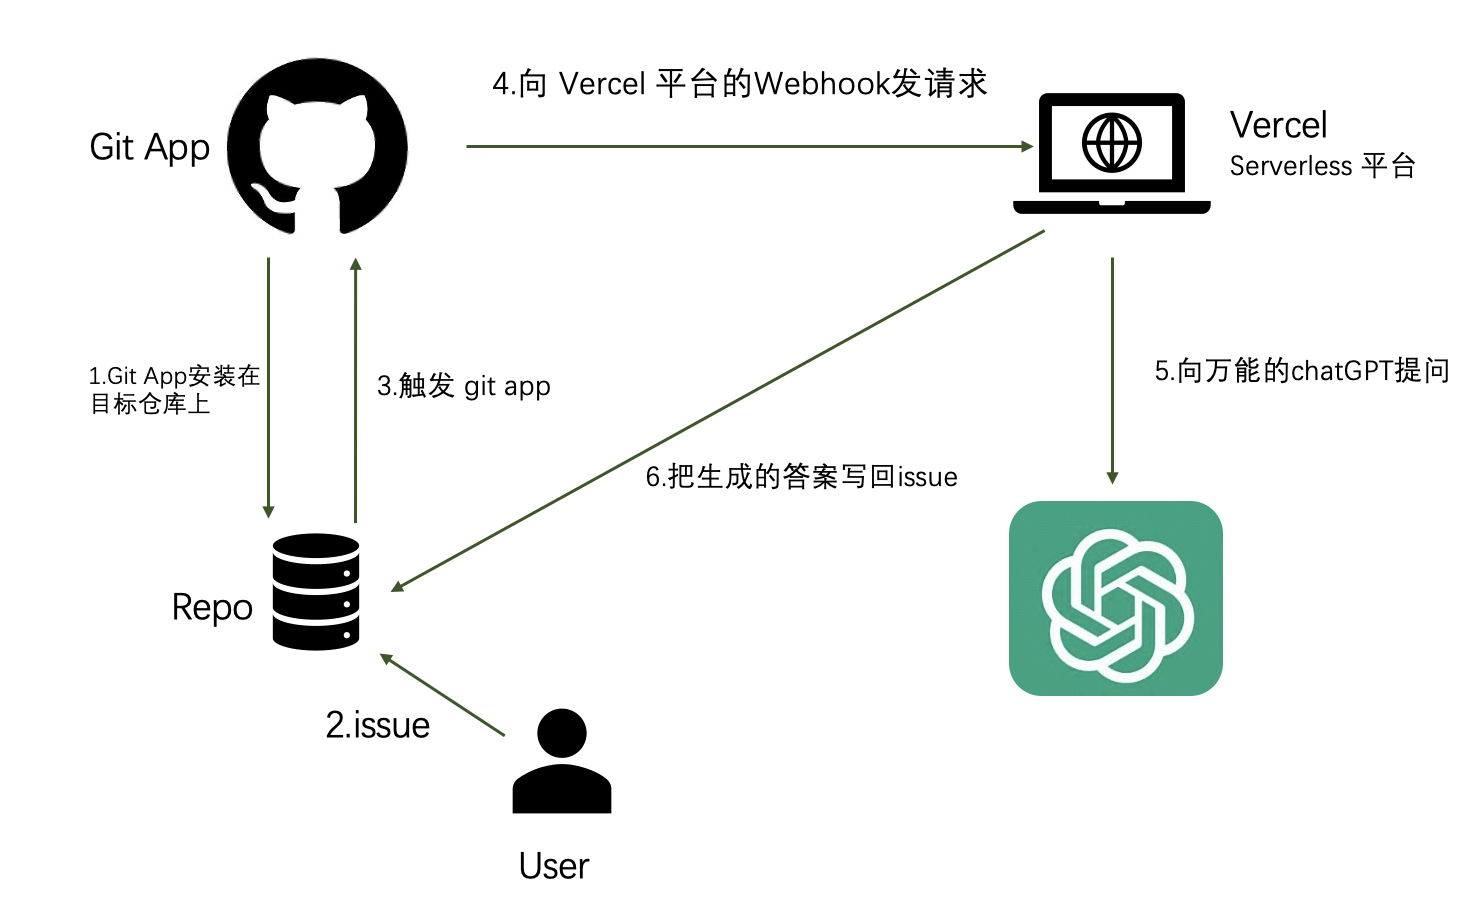 4.向 Vercel 平台的Webhook发请求
Git App
Vercel
Serverless 平台
1.Git App安装在
目标仓库上
3.触发 git app
5.向万能的chatGPT提问
6.把生成的答案写回issue
Repo
2.issue
User